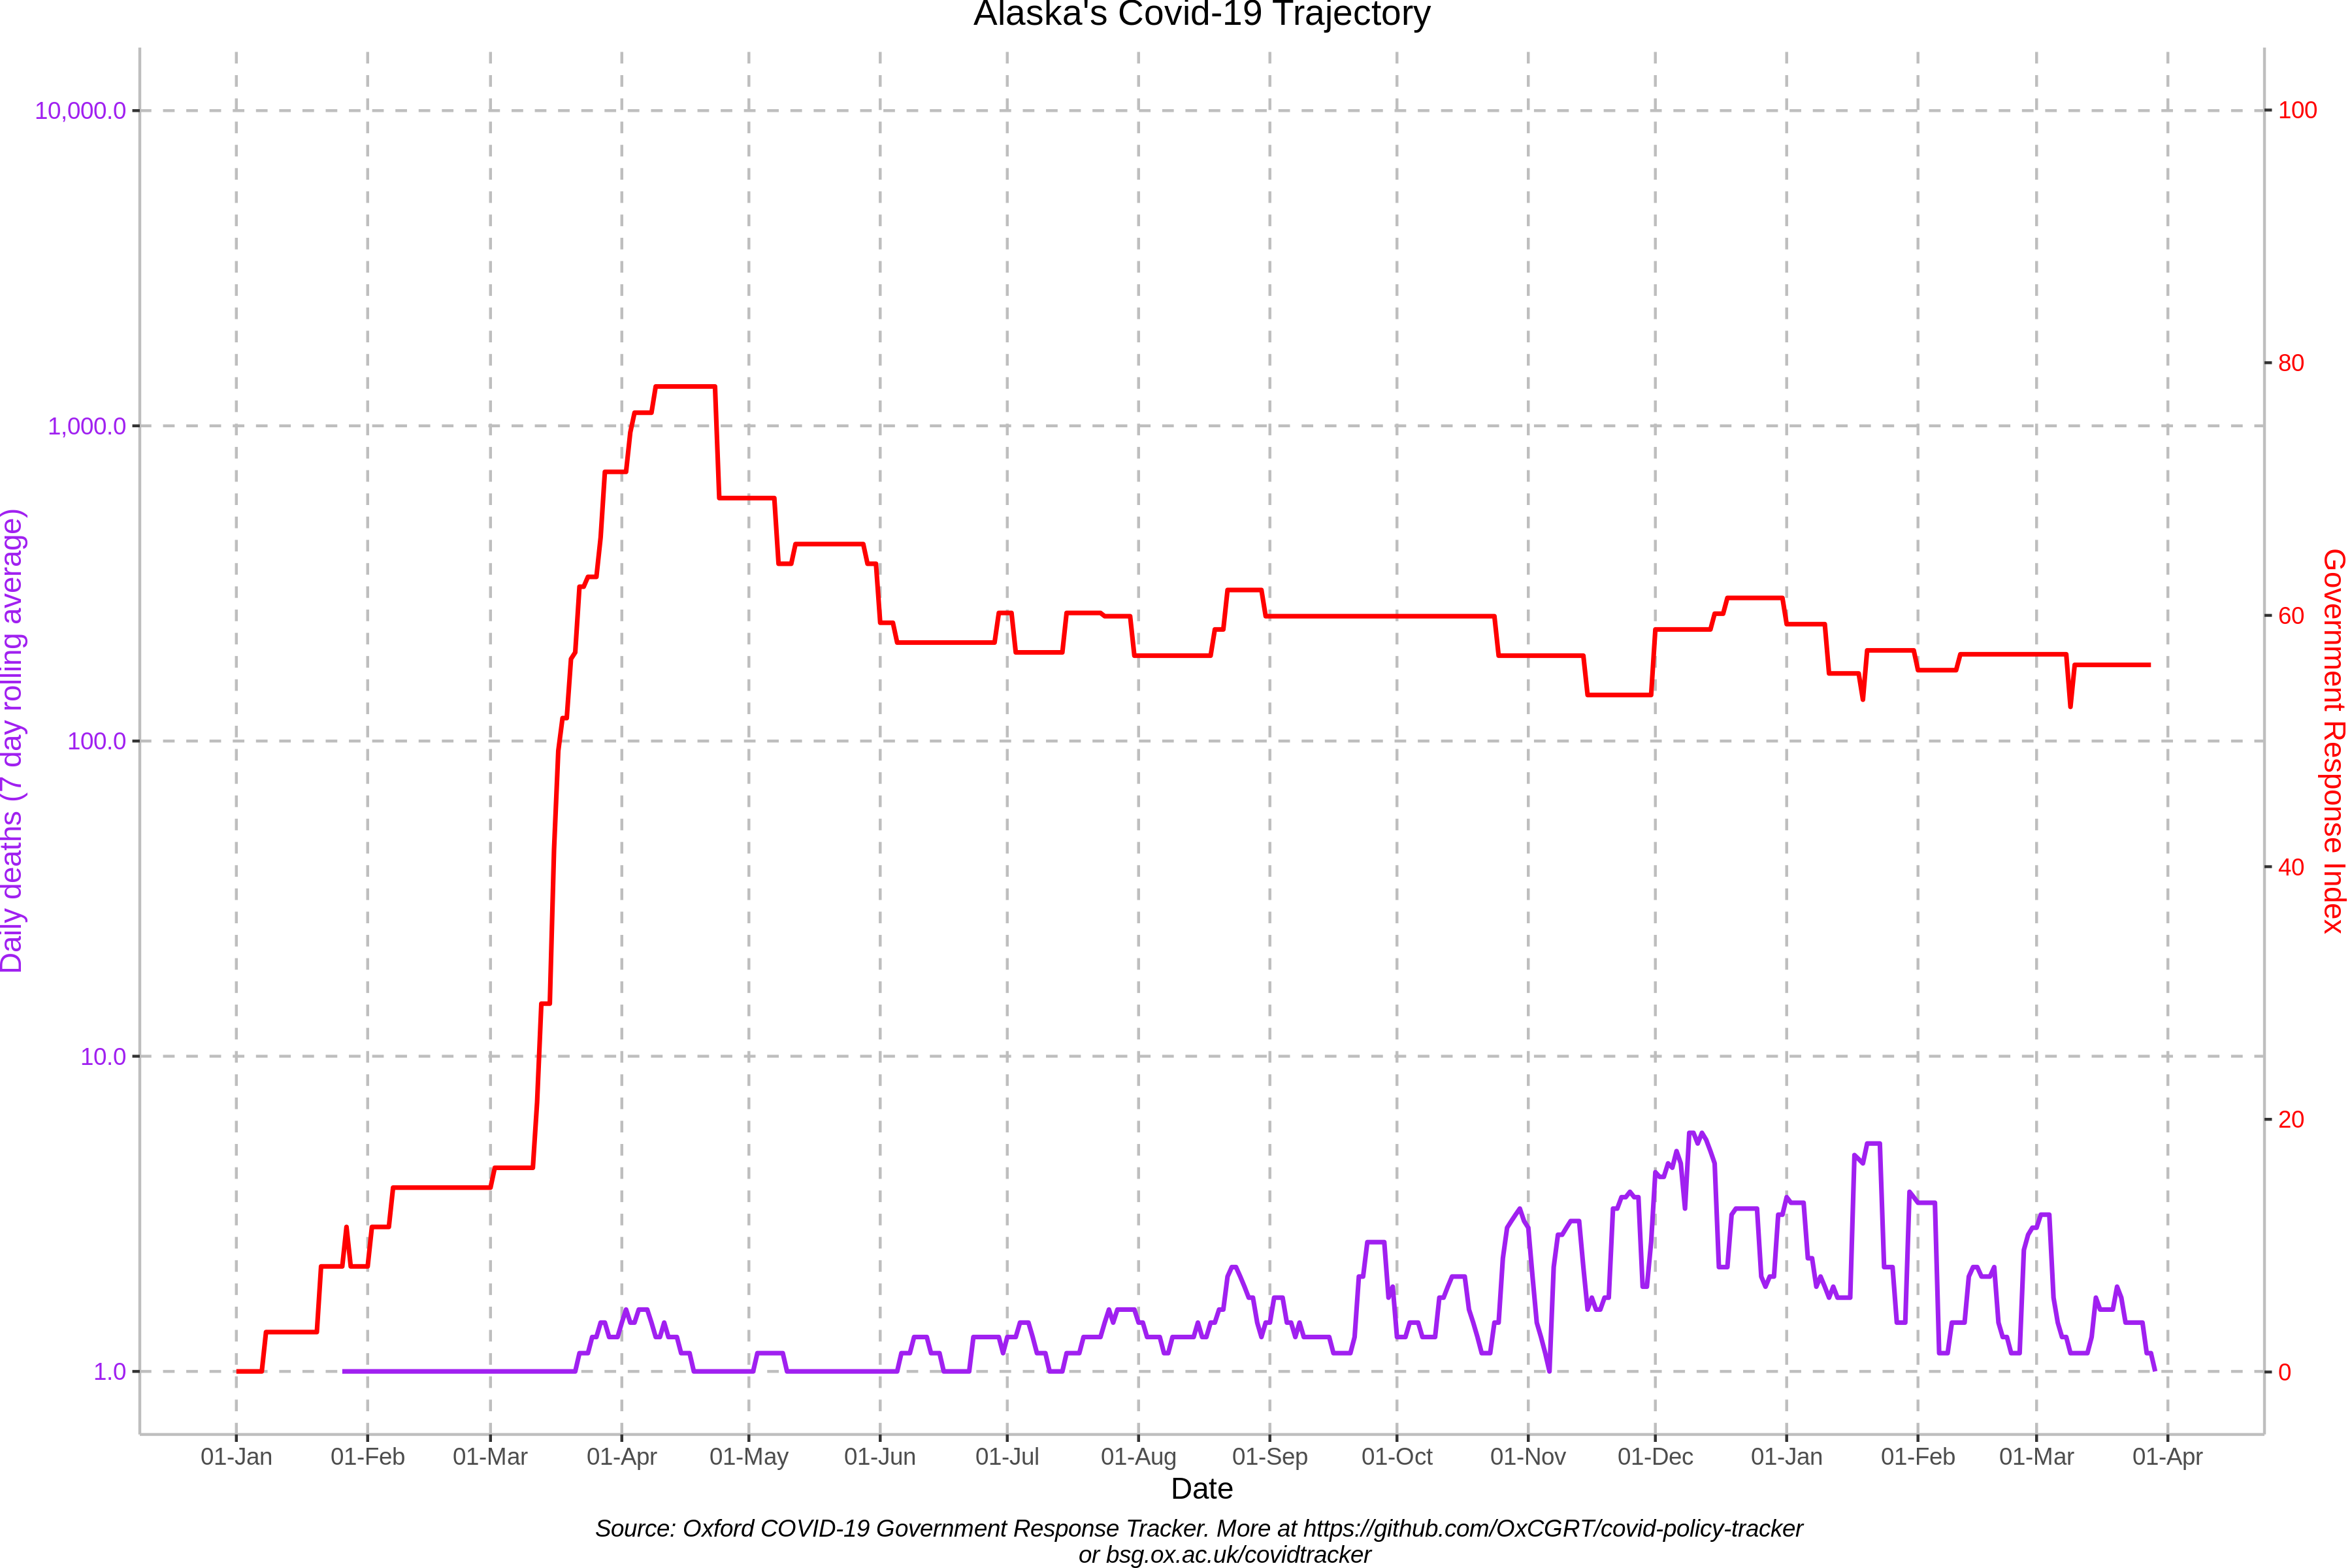 Alaska's Covid-19 Trajectory
10,000.0
1,000.0
100.0
10.0
1.0
Daily deaths (7 day rolling average)
100
80
60
40
20
0
Government Response Index
01-Jan
01-Feb
01-Mar
01-Apr
01-May
01-Jun
01-Jul
01-Aug
01-Sep
01-Oct
01-Nov
01-Dec
01-Jan
01-Feb
01-Mar
01-Apr
Date
Source: Oxford COVID-19 Government Response Tracker. More at https://github.com/OxCGRT/covid-policy-tracker
or bsg.ox.ac.uk/covidtracker